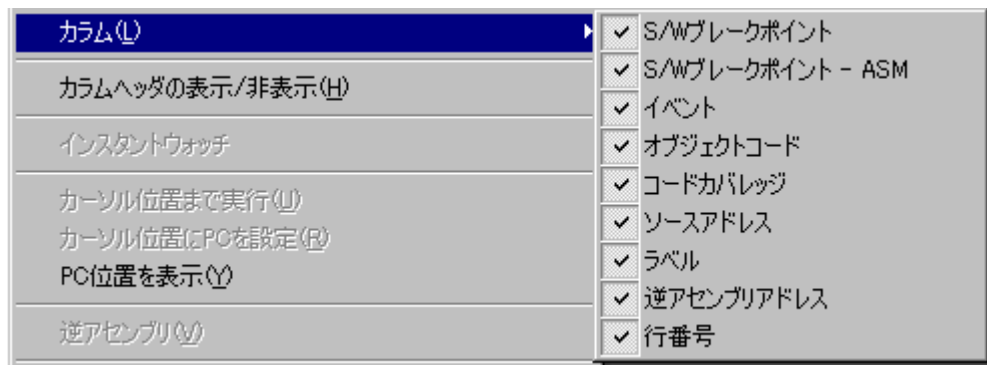 カラム(L)
カラムヘッダの表示/非表示(H)
インスタントウォッチ
カーソル位置まで実行(U)
カーソル位置にPCを設定(R)
PC位置を表示(Y)
逆アセンブリ(V)
S/Wブレークポイント
S/Wブレークポイント - ASM
イベント
オブジェクトコード
コードカバレッジ
ソースアドレス
ラベル
逆アセンブリアドレス
行番号